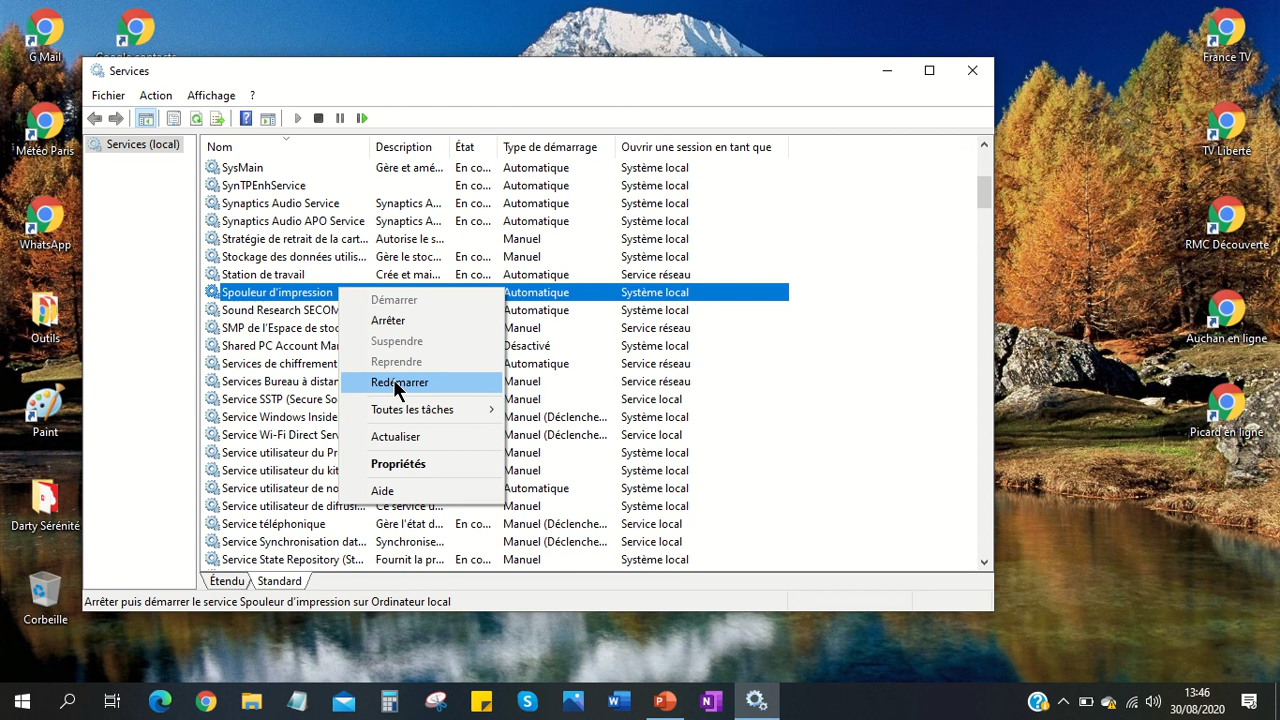 G Mail
Google contacts
Météo Paris
WhatsApp
Outils
Paint
Darty Sérénité
Corbeille
Services
Fichier Action Affichage ?
Services (local)
Nom Description État Type de démarrage Ouvrir une session en tant que
SysMain Gère et amé... En co... Automatique Système local
SynTPEnhService En co... Automatique Système local
Synaptics Audio Service Synaptics A... En co... Automatique Système local
Synaptics Audio APO Service Synaptics A... En co... Automatique Système local
Stratégie de retrait de la cart... Autorise le s... Manuel Système local
Stockage des données utilis... Gère le stoc... En co... Manuel Système local
Station de travail Crée et mai... En co... Automatique Service réseau
Spouleur d'impression Automatique Système local
Sound Research SECOM Automatique Système local
SMP de l'Espace de stoc Manuel Service réseau
Shared PC Account Man Désactivé Système local
Services de chiffrement Automatique Service réseau
Services Bureau à distan Manuel Service réseau
Service SSTP (Secure So Manuel Service local
Service Windows Inside Manuel (Déclenche... Système local
Service Wi-Fi Direct Serv Manuel (Déclenche... Service local
Service utilisateur du Pr Manuel Système local
Service utilisateur du kit Manuel Système local
Service utilisateur de no Automatique Système local
Service utilisateur de diffusi... Ce service u... Manuel Système local
Service téléphonique Gère l'état d... En co... Manuel (Déclenche... Service local
Service Synchronisation dat... Synchronise... Manuel (Déclenche... Service local
Service State Repository (St... Fournit la pr... En co... Manuel Système local
Démarrer
Arrêter
Suspendre
Reprendre
Redémarrer
Toutes les tâches
Actualiser
Propriétés
Aide
Étendu Standard
Arrêter puis démarrer le service Spouleur d'impression sur Ordinateur local
France TV
TV Liberté
RMC Découverte
Auchan en ligne
Picard en ligne
13:46
30/08/2020